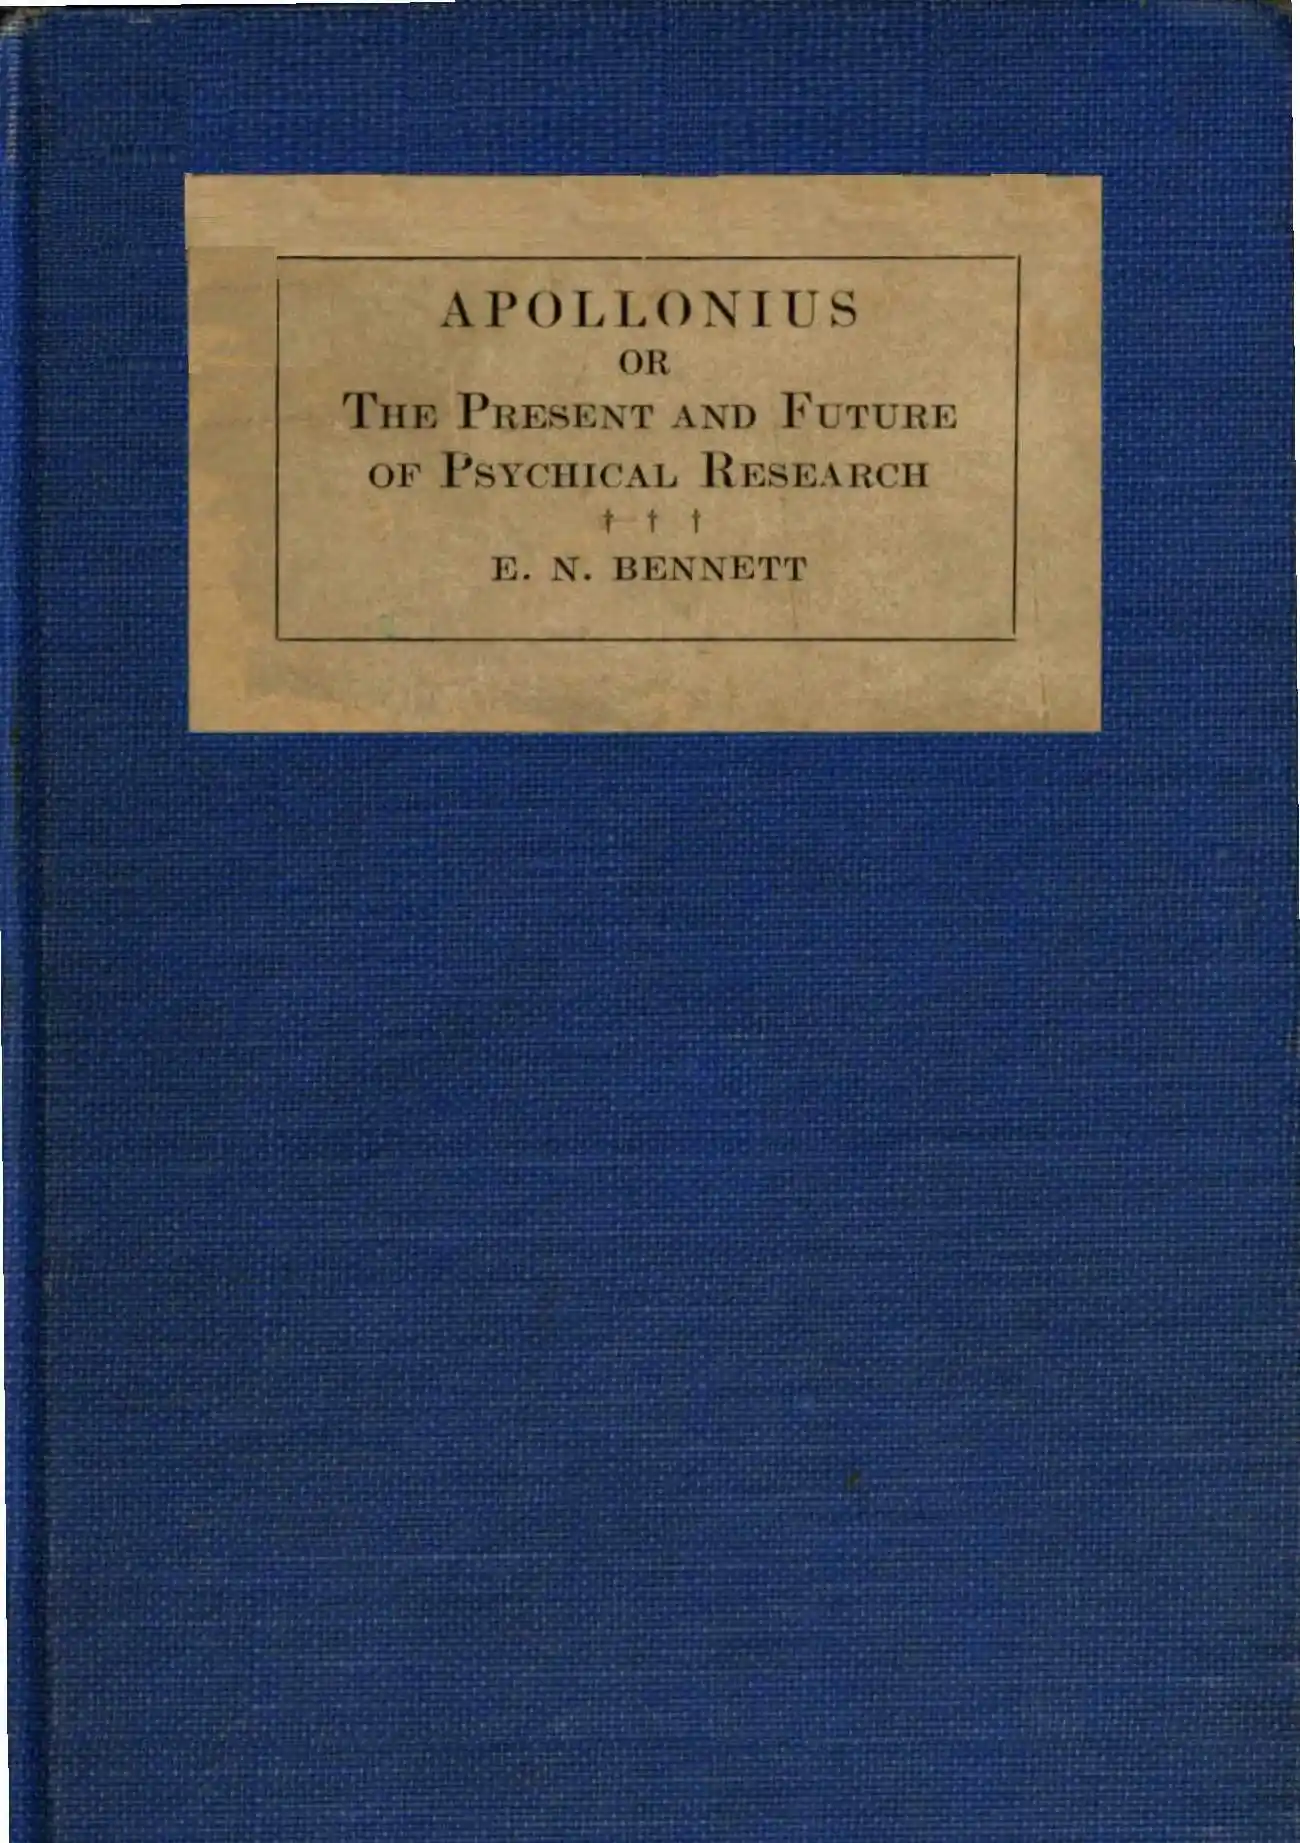 APOLLONIUS
OR
THE PRESENT AND FUTURE
OF PSYCHICAL RESEARCH
† † †
E. N. BENNETT